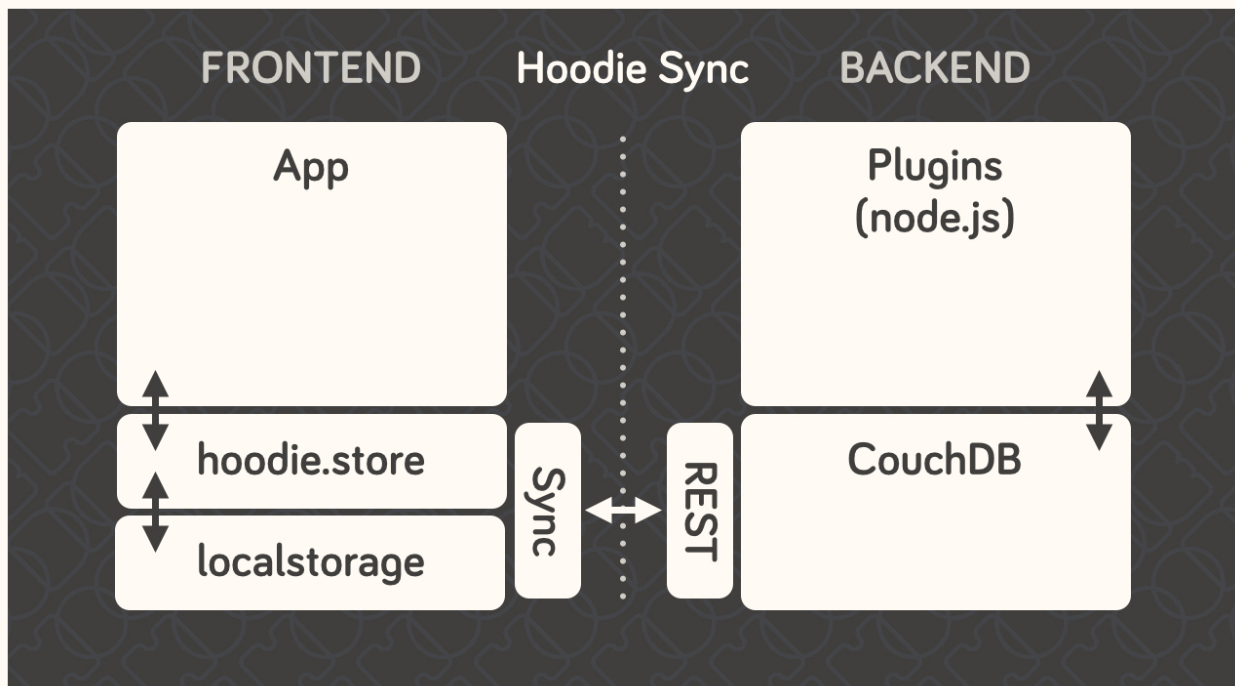 FRONTEND
Hoodie Sync
BACKEND
App
Plugins
(node.js)
hoodie.store
localstorage
Sync
REST
CouchDB